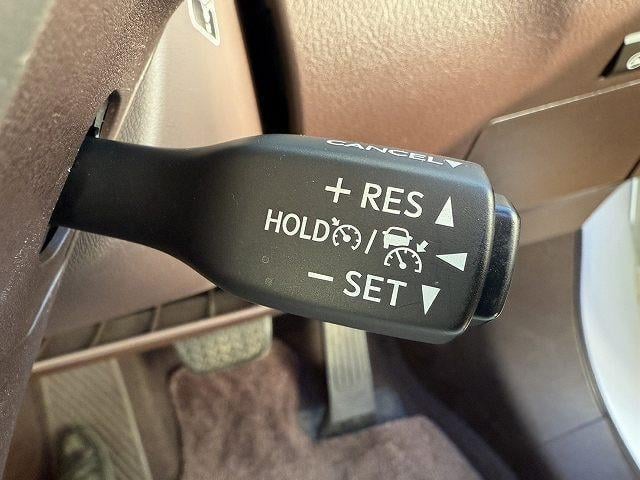 CANCEL▼
+ RES ▲
HOLD / ◄
− SET ▼